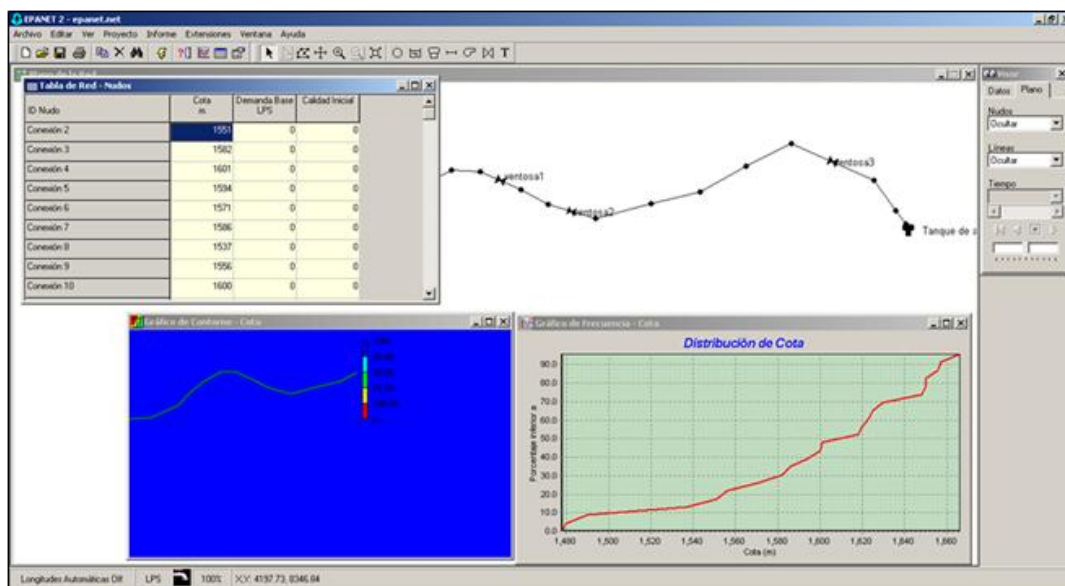 EPANET 2 - epanet.net
Archivo Editar Ver Proyecto Informe Extensiones Ventana Ayuda
Tabla de Red - Nudos
ID Nudo
Cota
m
Demanda Base
LPS
Calidad Inicial
Conexión 2 1551 0 0
Conexión 3 1582 0 0
Conexión 4 1601 0 0
Conexión 5 1594 0 0
Conexión 6 1571 0 0
Conexión 7 1586 0 0
Conexión 8 1537 0 0
Conexión 9 1556 0 0
Conexión 10 1600 0 0
ventosa1
ventosa2
ventosa3
Tanque de a
Visor
Datos Plano
Nudos
Ocultar
Líneas
Ocultar
Tiempo
Gráfico de Contorno - Cota
Gráfico de Frecuencia - Cota
Distribución de Cota
Porcentaje inferior a
90.0
80.0
70.0
60.0
50.0
40.0
30.0
20.0
10.0
0.0
1,480 1,500 1,520 1,540 1,560 1,580 1,600 1,620 1,640 1,660
Cota (m)
Longitudes Automáticas Off LPS 100% X,Y: 4197.73, 8346.84